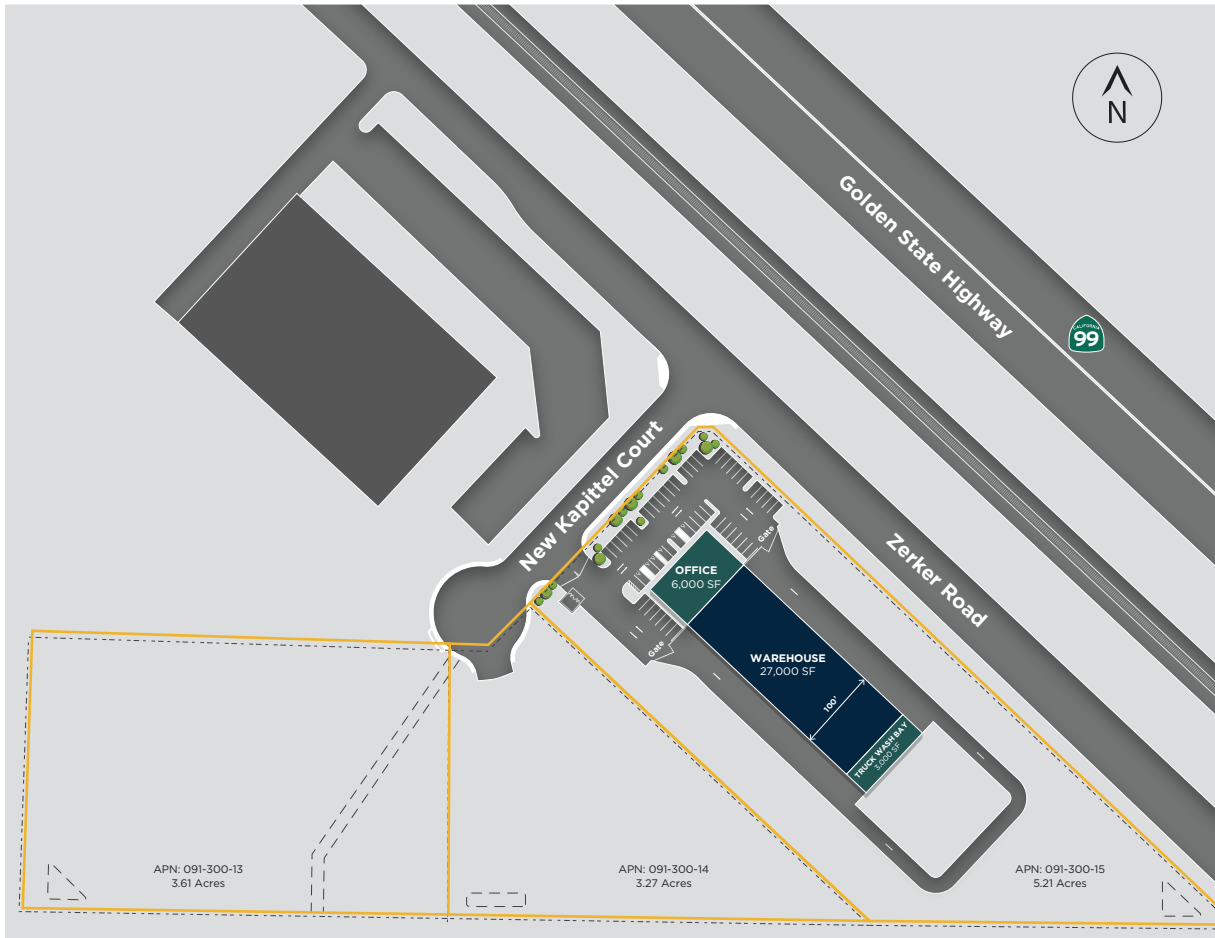 N
Golden State Highway
CALIFORNIA
99
New Kapittel Court
Zerker Road
Gate
OFFICE
6,000 SF
Gate
WAREHOUSE
27,000 SF
100'
TRUCK WASH BAY
3,000 SF
APN: 091-300-13
3.61 Acres
APN: 091-300-14
3.27 Acres
APN: 091-300-15
5.21 Acres